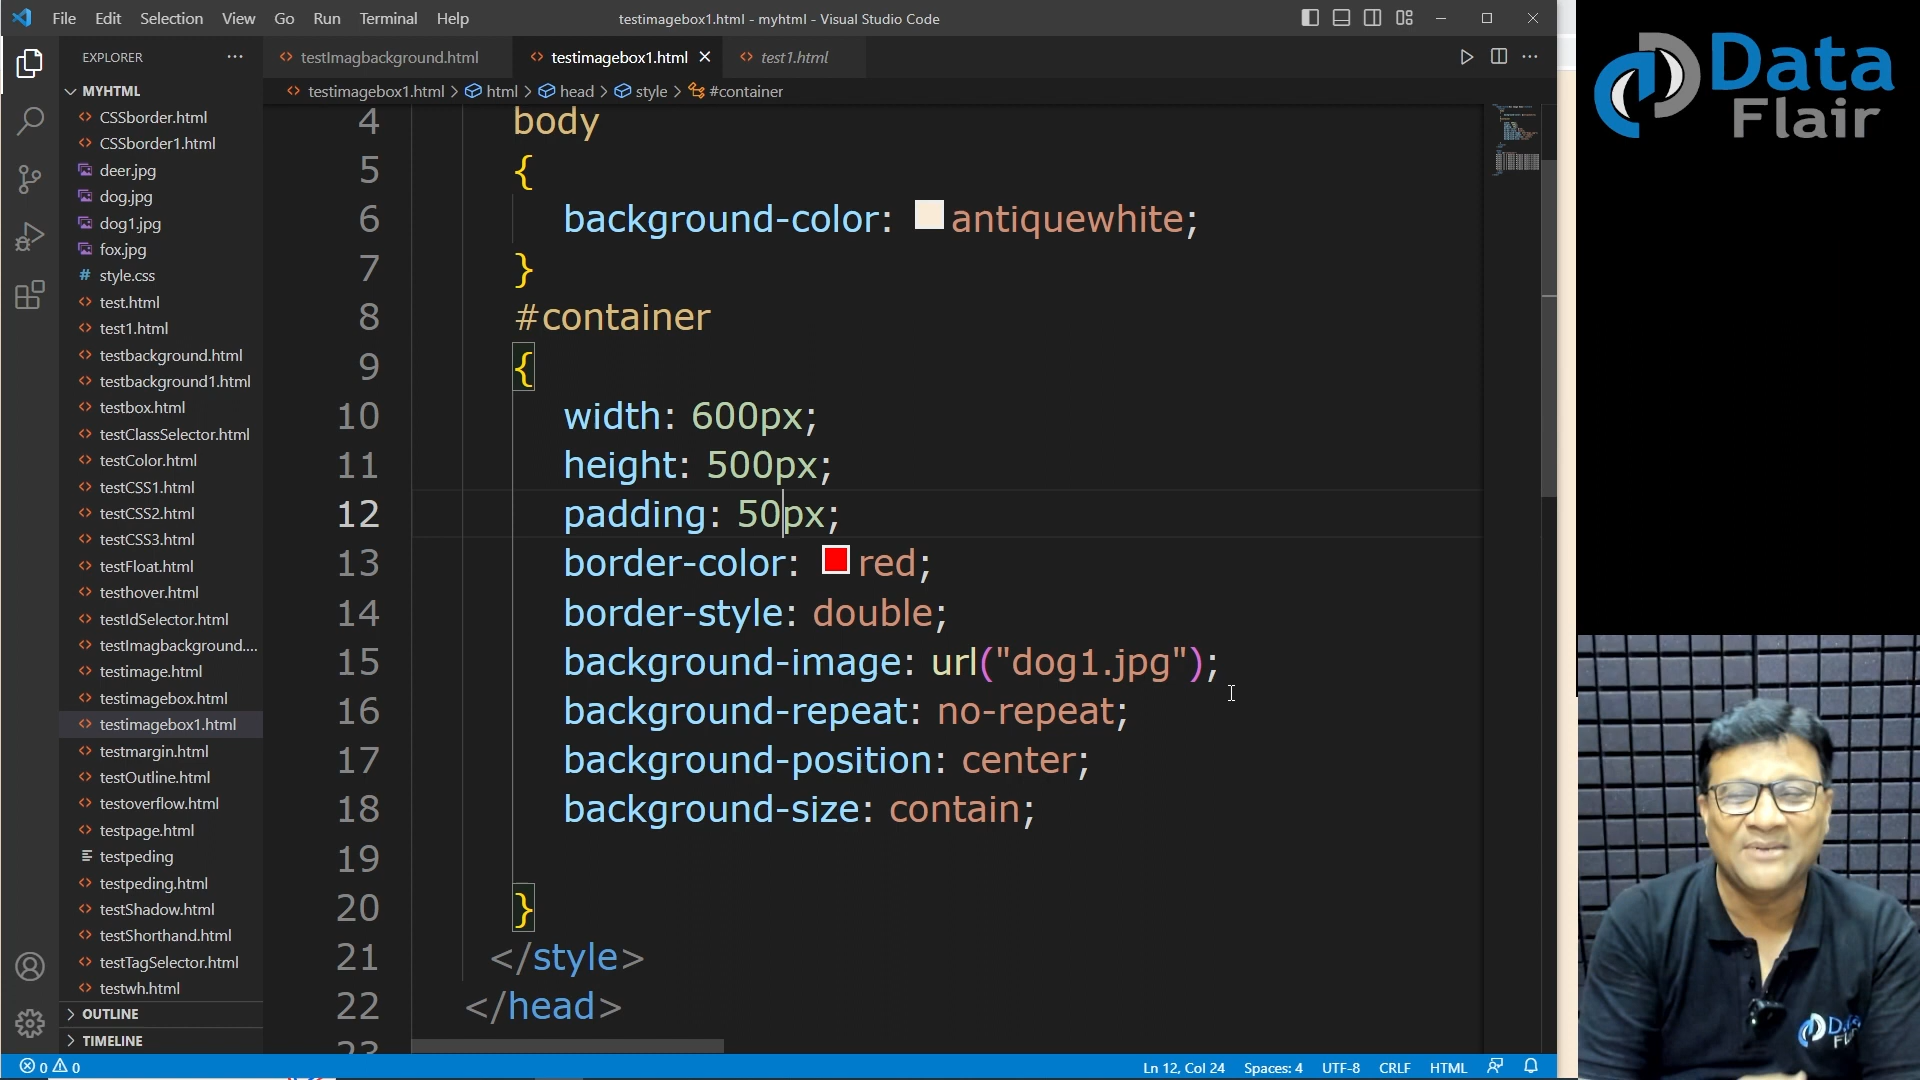 File Edit Selection View Go Run Terminal Help
testimagebox1.html - myhtml - Visual Studio Code
EXPLORER
testImagbackground.html
testimagebox1.html
test1.html
testimagebox1.html > html > head > style > #container
MYHTML
CSSborder.html
CSSborder1.html
deer.jpg
dog.jpg
dog1.jpg
fox.jpg
style.css
test.html
test1.html
testbackground.html
testbackground1.html
testbox.html
testClassSelector.html
testColor.html
testCSS1.html
testCSS2.html
testCSS3.html
testFloat.html
testhover.html
testIdSelector.html
testImagbackground....
testimage.html
testimagebox.html
testimagebox1.html
testmargin.html
testOutline.html
testoverflow.html
testpage.html
testpeding
testpeding.html
testShadow.html
testShorthand.html
testTagSelector.html
testwh.html
OUTLINE
TIMELINE
4 body
5 {
6 background-color: antiquewhite;
7 }
8 #container
9 {
10 width: 600px;
11 height: 500px;
12 padding: 50px;
13 border-color: red;
14 border-style: double;
15 background-image: url("dog1.jpg");
16 background-repeat: no-repeat;
17 background-position: center;
18 background-size: contain;
19
20 }
21 </style>
22 </head>
23
0 0
Ln 12, Col 24 Spaces: 4 UTF-8 CRLF HTML
Data
Flair